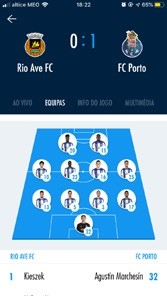 altice MEO 18:22
0 : 1
Rio Ave FC FC Porto
AO VIVO EQUIPAS INFO DO JOGO MULTIMÉDIA
RIO AVE FC FC PORTO
1 Kieszek Agustín Marchesín 32